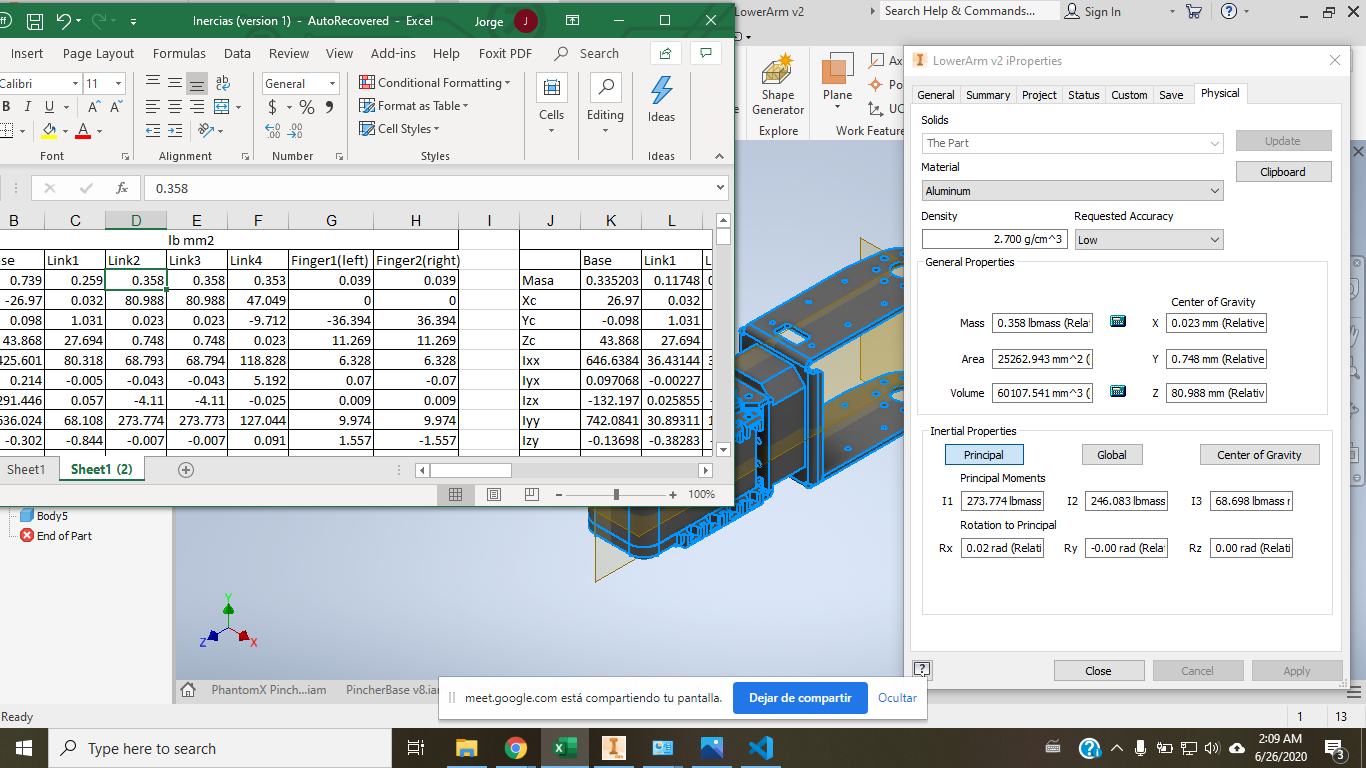 Inercias (version 1) - AutoRecovered - Excel
Jorge
J
LowerArm v2
Search Help & Commands...
Sign In
Insert Page Layout Formulas Data Review View Add-ins Help Foxit PDF Search
Calibri 11 General Conditional Formatting
Format as Table
Cell Styles
B I U A A ab $ % 9
Cells Editing Ideas
Font Alignment Number Styles Ideas
Shape Generator
Plane
Explore
Work Feature
fx 0.358
B C D E F G H I J K L
lb mm2
Link1 Link2 Link3 Link4 Finger1(left) Finger2(right) Base Link1
0.739 0.259 0.358 0.358 0.353 0.039 0.039 Masa 0.335203 0.11748
-26.97 0.032 80.988 80.988 47.049 0 0 Xc 26.97 0.032
0.098 1.031 0.023 0.023 -9.712 -36.394 36.394 Yc -0.098 1.031
43.868 27.694 0.748 0.748 0.023 11.269 11.269 Zc 43.868 27.694
425.601 80.318 68.793 68.794 118.828 6.328 6.328 Ixx 646.6384 36.43144
0.214 -0.005 -0.043 -0.043 5.192 0.07 -0.07 Iyx 0.097068 -0.00227
291.446 0.057 -4.11 -4.11 -0.025 0.009 0.009 Izx -132.197 0.025855
536.024 68.108 273.774 273.773 127.044 9.974 9.974 Iyy 742.0841 30.89311
-0.302 -0.844 -0.007 -0.007 0.091 1.557 -1.557 Izy -0.13698 -0.38283
Sheet1 Sheet1 (2)
100%
LowerArm v2 iProperties
General Summary Project Status Custom Save Physical
Solids
The Part
Update
Material
Clipboard
Aluminum
Density Requested Accuracy
2.700 g/cm^3 Low
General Properties
Center of Gravity
Mass 0.358 lbmass (Rela X 0.023 mm (Relative
Area 25262.943 mm^2 ( Y 0.748 mm (Relative
Volume 60107.541 mm^3 ( Z 80.988 mm (Relativ
Inertial Properties
Principal Global Center of Gravity
Principal Moments
I1 273.774 lbmass I2 246.083 lbmass I3 68.698 lbmass
Rotation to Principal
Rx 0.02 rad (Relati Ry -0.00 rad (Rela Rz 0.00 rad (Relati
Close Cancel Apply
Body5
End of Part
Y
Z X
PhantomX Pinch...iam PincherBase v8.iam
meet.google.com está compartiendo tu pantalla. Dejar de compartir Ocultar
Ready 1 13
Type here to search
2:09 AM
6/26/2020
3